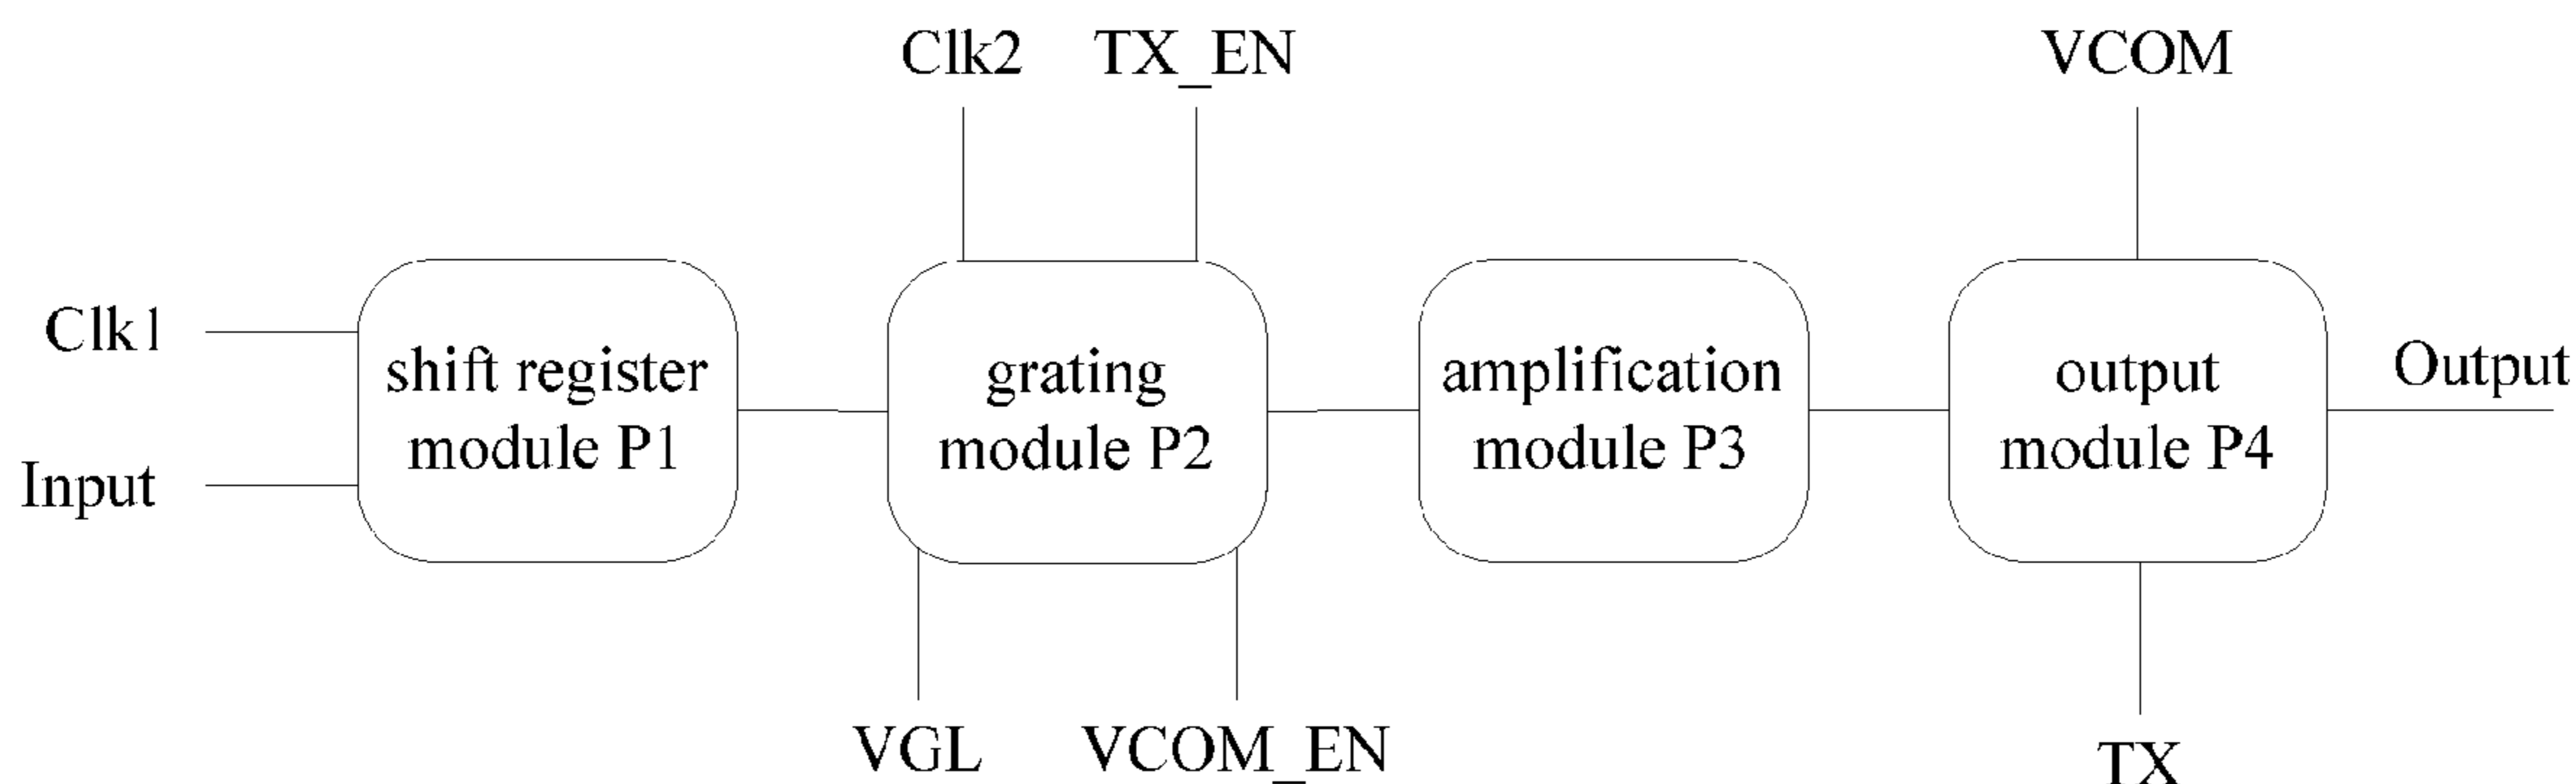 Clk2 TX_EN VCOM
Clk1
Input
shift register
module P1
grating
module P2
amplification
module P3
output
module P4
Output
VGL VCOM_EN TX